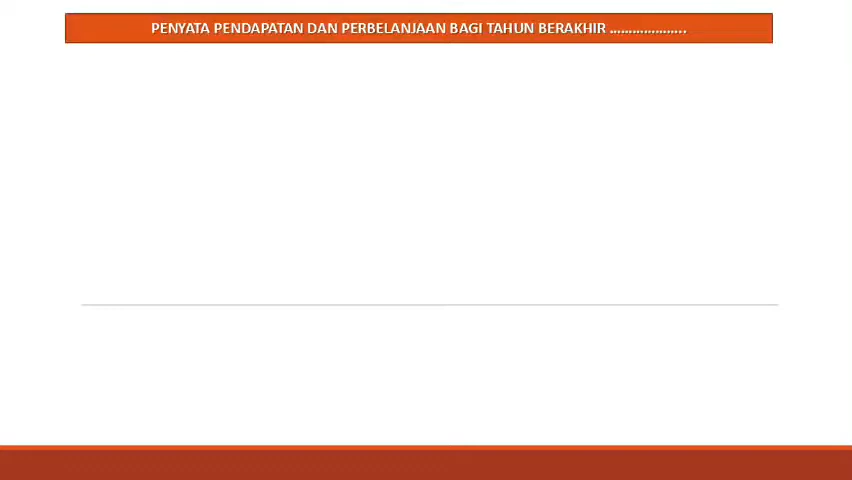 PENYATA PENDAPATAN DAN PERBELANJAAN BAGI TAHUN BERAKHIR ………………..